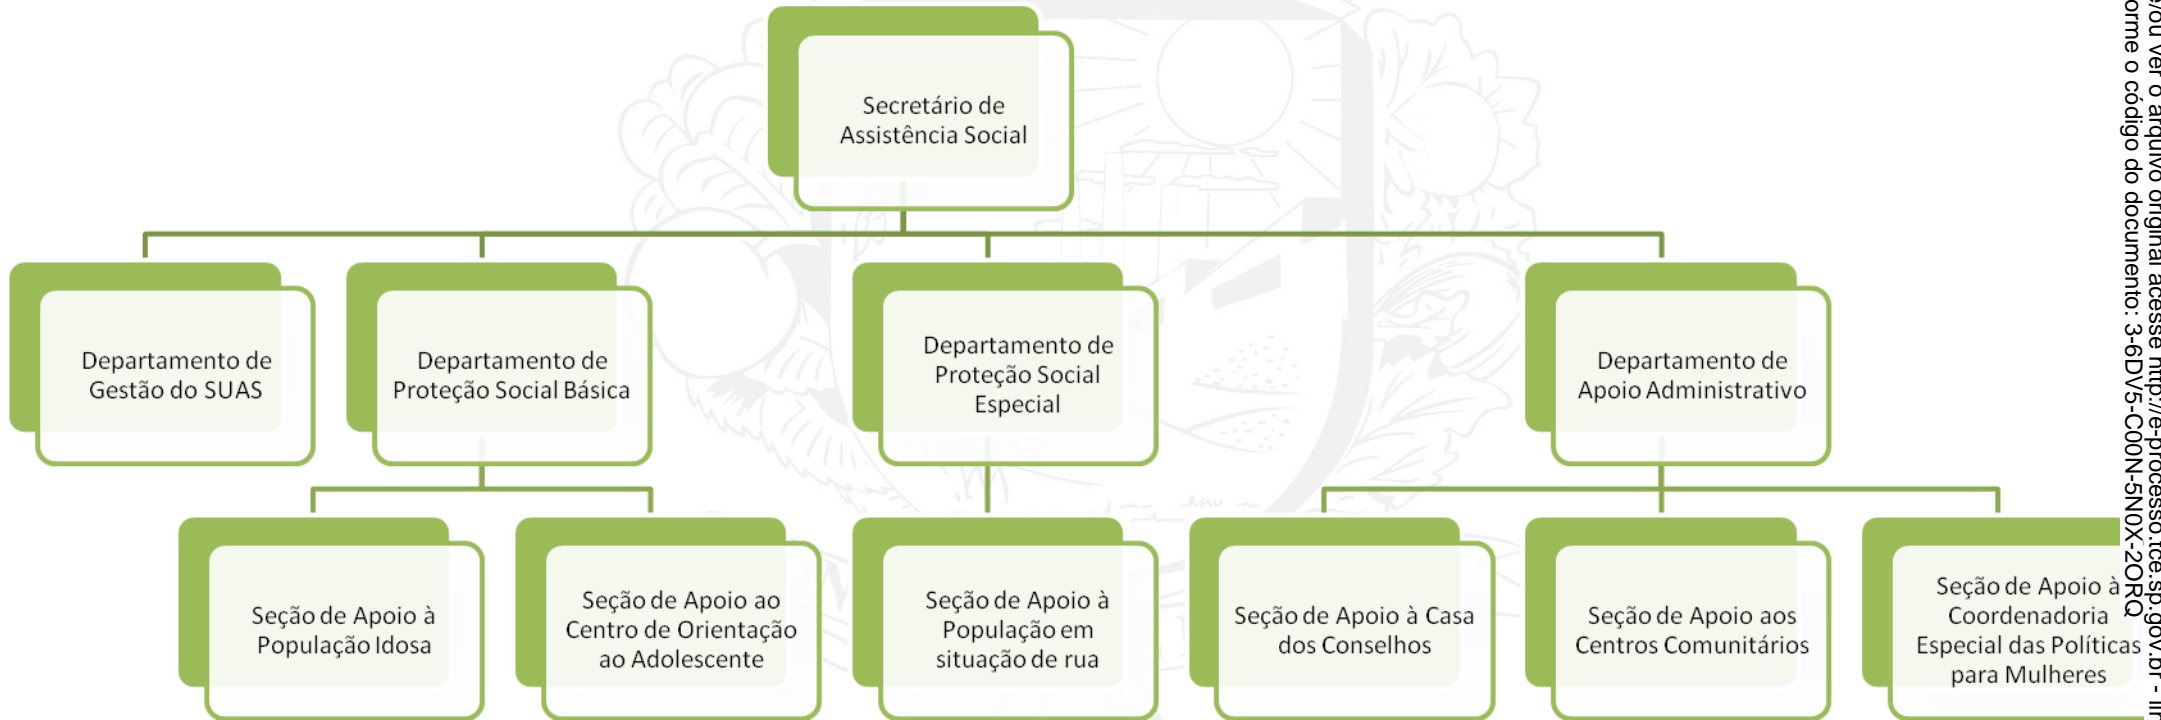 Secretário de
Assistência Social
Departamento de
Gestão do SUAS
Departamento de
Proteção Social Básica
Departamento de
Proteção Social
Especial
Departamento de
Apoio Administrativo
Seção de Apoio à
População Idosa
Seção de Apoio ao
Centro de Orientação
ao Adolescente
Seção de Apoio à
População em
situação de rua
Seção de Apoio à Casa
dos Conselhos
Seção de Apoio aos
Centros Comunitários
Seção de Apoio à
Coordenadoria
Especial das Políticas
para Mulheres
e/ou ver o arquivo original acesse http://e-processo.tce.sp.gov.br -
orme o código do documento: 3-6DV5-C00N-5N0X-2ORQ